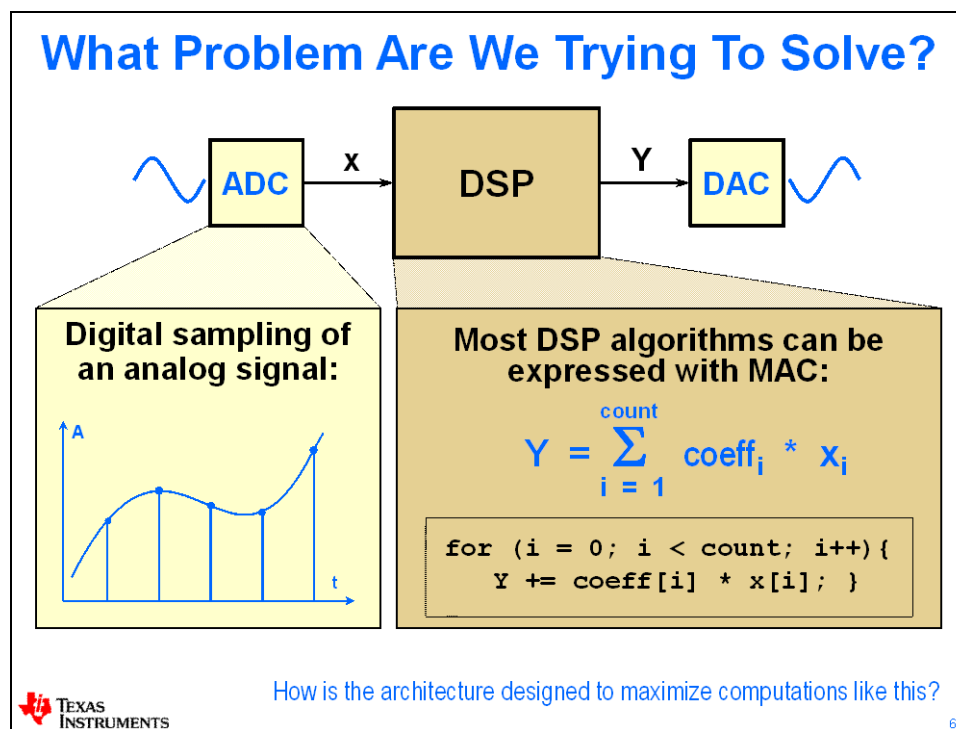 What Problem Are We Trying To Solve?
ADC
x
DSP
Y
DAC
Digital sampling of
an analog signal:
A
t
Most DSP algorithms can be
expressed with MAC:
count
Y = Σ coeffi * xi
i = 1
for (i = 0; i < count; i++){
Y += coeff[i] * x[i]; }
How is the architecture designed to maximize computations like this?
TEXAS
INSTRUMENTS
6